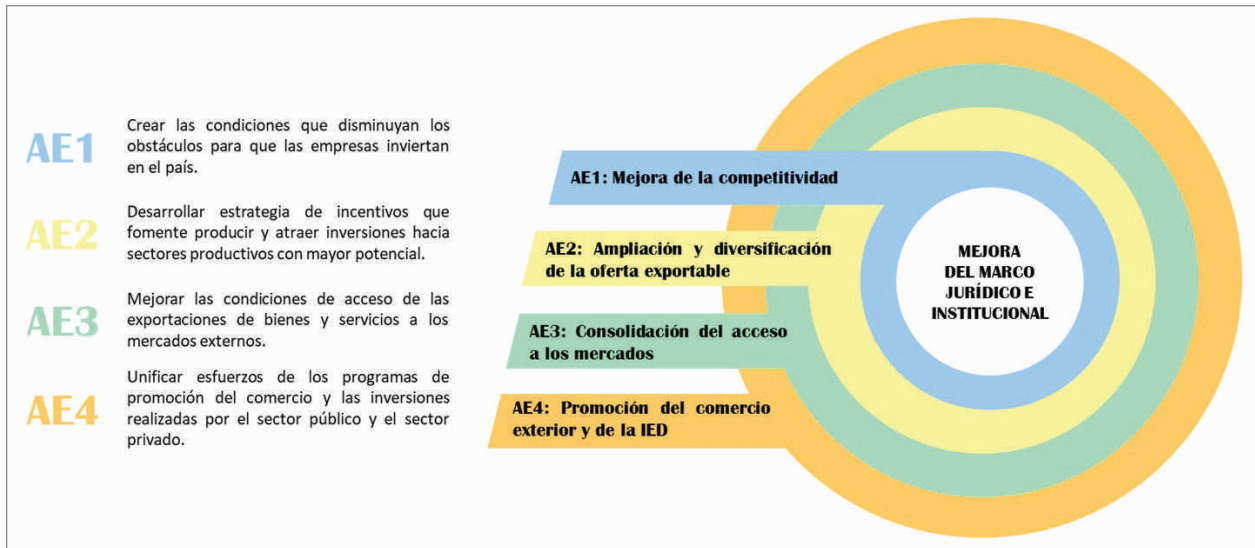 AE1
Crear las condiciones que disminuyan los
obstáculos para que las empresas inviertan
en el país.
AE2
Desarrollar estrategia de incentivos que
fomente producir y atraer inversiones hacia
sectores productivos con mayor potencial.
AE3
Mejorar las condiciones de acceso de las
exportaciones de bienes y servicios a los
mercados externos.
AE4
Unificar esfuerzos de los programas de
promoción del comercio y las inversiones
realizadas por el sector público y el sector
privado.
AE1: Mejora de la competitividad
AE2: Ampliación y diversificación
de la oferta exportable
AE3: Consolidación del acceso
a los mercados
AE4: Promoción del comercio
exterior y de la IED
MEJORA
DEL MARCO
JURÍDICO E
INSTITUCIONAL